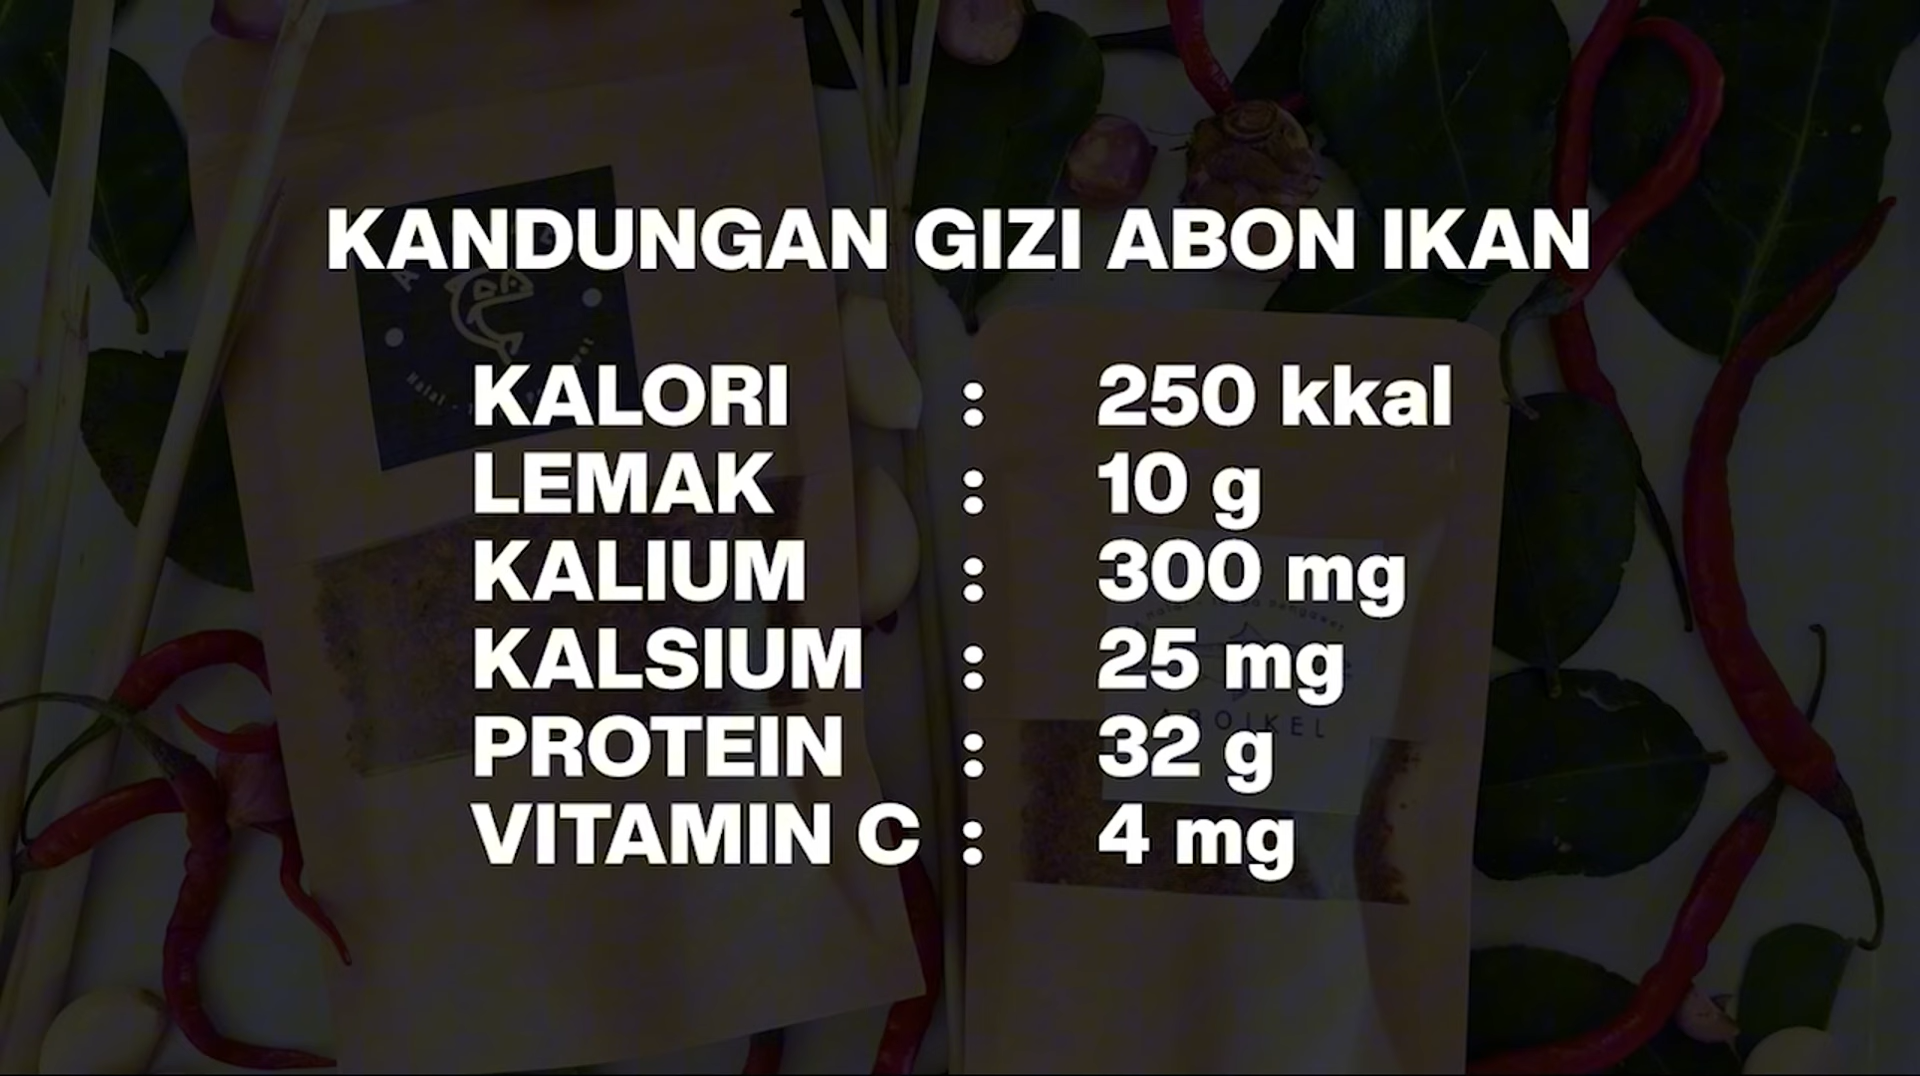 KANDUNGAN GIZI ABON IKAN
KALORI : 250 kkal
LEMAK : 10 g
KALIUM : 300 mg
KALSIUM : 25 mg
PROTEIN : 32 g
VITAMIN C : 4 mg